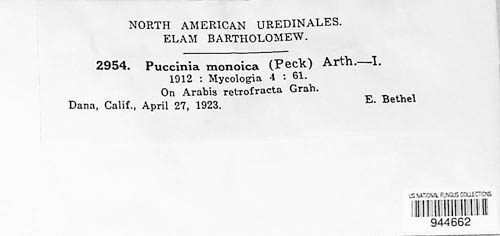 NORTH AMERICAN UREDINALES.
ELAM BARTHOLOMEW.
2954. Puccinia monoica (Peck) Arth.—I.
1912 : Mycologia 4 : 61.
On Arabis retrofracta Grah.
Dana, Calif., April 27, 1923. E. Bethel
US NATIONAL FUNGUS COLLECTIONS
944662